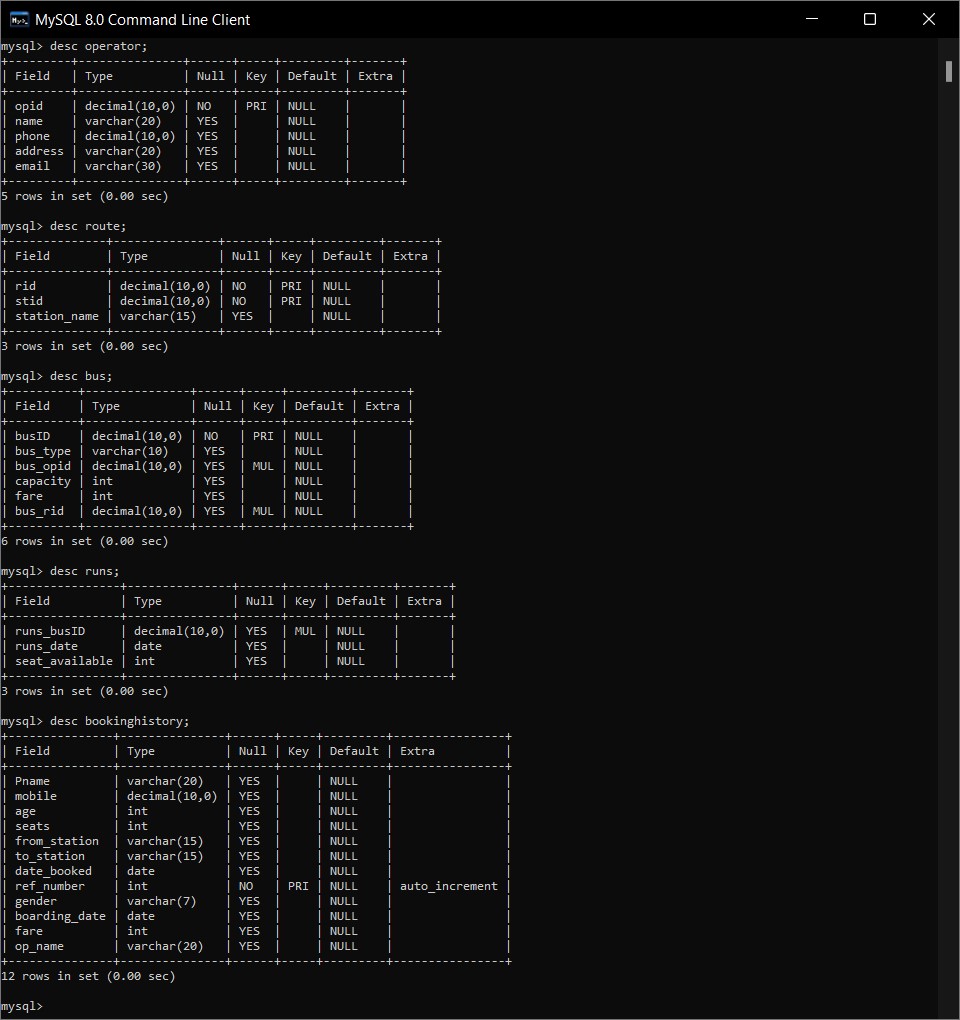 MySQL 8.0 Command Line Client
mysql> desc operator;
+---------+---------------+------+-----+---------+-------+
| Field   | Type          | Null | Key | Default | Extra |
+---------+---------------+------+-----+---------+-------+
| opid    | decimal(10,0) | NO   | PRI | NULL    |       |
| name    | varchar(20)   | YES  |     | NULL    |       |
| phone   | decimal(10,0) | YES  |     | NULL    |       |
| address | varchar(20)   | YES  |     | NULL    |       |
| email   | varchar(30)   | YES  |     | NULL    |       |
+---------+---------------+------+-----+---------+-------+
5 rows in set (0.00 sec)
mysql> desc route;
+--------------+---------------+------+-----+---------+-------+
| Field        | Type          | Null | Key | Default | Extra |
+--------------+---------------+------+-----+---------+-------+
| rid          | decimal(10,0) | NO   | PRI | NULL    |       |
| stid         | decimal(10,0) | NO   | PRI | NULL    |       |
| station_name | varchar(15)   | YES  |     | NULL    |       |
+--------------+---------------+------+-----+---------+-------+
3 rows in set (0.00 sec)
mysql> desc bus;
+----------+---------------+------+-----+---------+-------+
| Field    | Type          | Null | Key | Default | Extra |
+----------+---------------+------+-----+---------+-------+
| busID    | decimal(10,0) | NO   | PRI | NULL    |       |
| bus_type | varchar(10)   | YES  |     | NULL    |       |
| bus_opid | decimal(10,0) | YES  | MUL | NULL    |       |
| capacity | int           | YES  |     | NULL    |       |
| fare     | int           | YES  |     | NULL    |       |
| bus_rid  | decimal(10,0) | YES  | MUL | NULL    |       |
+----------+---------------+------+-----+---------+-------+
6 rows in set (0.00 sec)
mysql> desc runs;
+----------------+---------------+------+-----+---------+-------+
| Field          | Type          | Null | Key | Default | Extra |
+----------------+---------------+------+-----+---------+-------+
| runs_busID     | decimal(10,0) | YES  | MUL | NULL    |       |
| runs_date      | date          | YES  |     | NULL    |       |
| seat_available | int           | YES  |     | NULL    |       |
+----------------+---------------+------+-----+---------+-------+
3 rows in set (0.00 sec)
mysql> desc bookinghistory;
+---------------+---------------+------+-----+---------+----------------+
| Field         | Type          | Null | Key | Default | Extra          |
+---------------+---------------+------+-----+---------+----------------+
| Pname         | varchar(20)   | YES  |     | NULL    |                |
| mobile        | decimal(10,0) | YES  |     | NULL    |                |
| age           | int           | YES  |     | NULL    |                |
| seats         | int           | YES  |     | NULL    |                |
| from_station  | varchar(15)   | YES  |     | NULL    |                |
| to_station    | varchar(15)   | YES  |     | NULL    |                |
| date_booked   | date          | YES  |     | NULL    |                |
| ref_number    | int           | NO   | PRI | NULL    | auto_increment |
| gender        | varchar(7)    | YES  |     | NULL    |                |
| boarding_date | date          | YES  |     | NULL    |                |
| fare          | int           | YES  |     | NULL    |                |
| op_name       | varchar(20)   | YES  |     | NULL    |                |
+---------------+---------------+------+-----+---------+----------------+
12 rows in set (0.00 sec)
mysql>